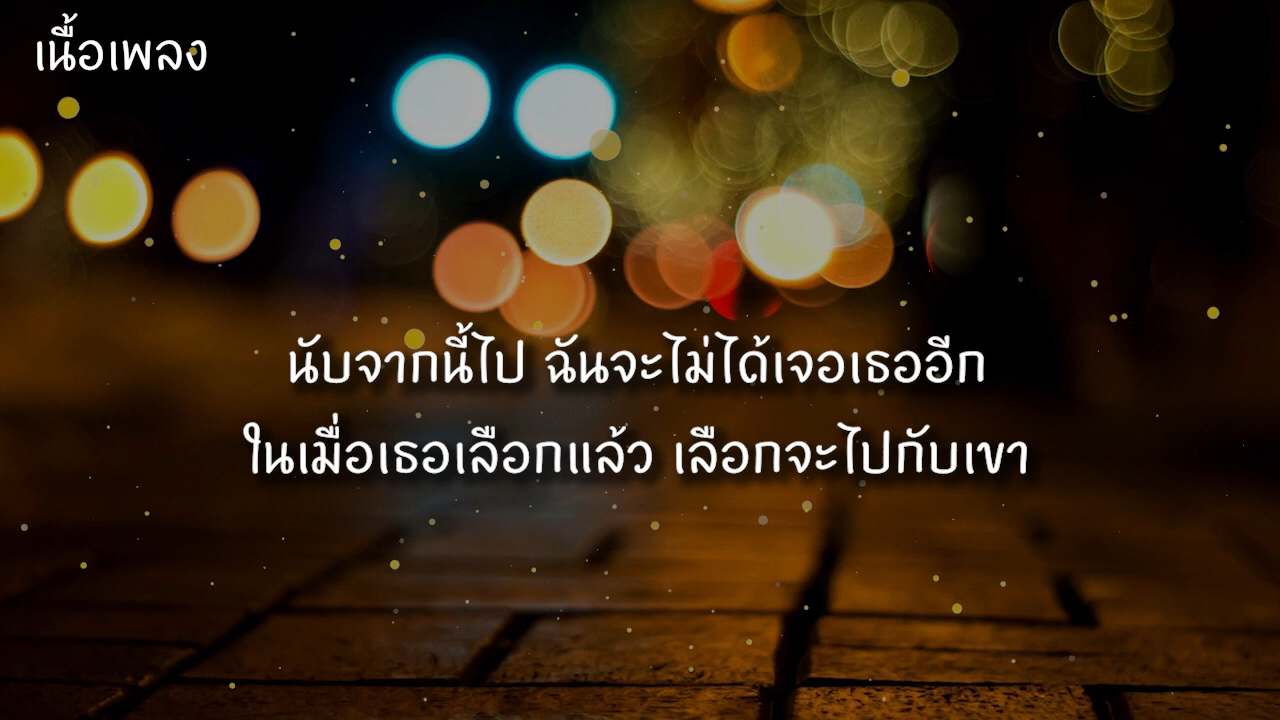 เนื้อเพลง
นับจากนี้ไป ฉันจะไม่ได้เจอเธออีก
ในเมื่อเธอเลือกแล้ว เลือกจะไปกับเขา